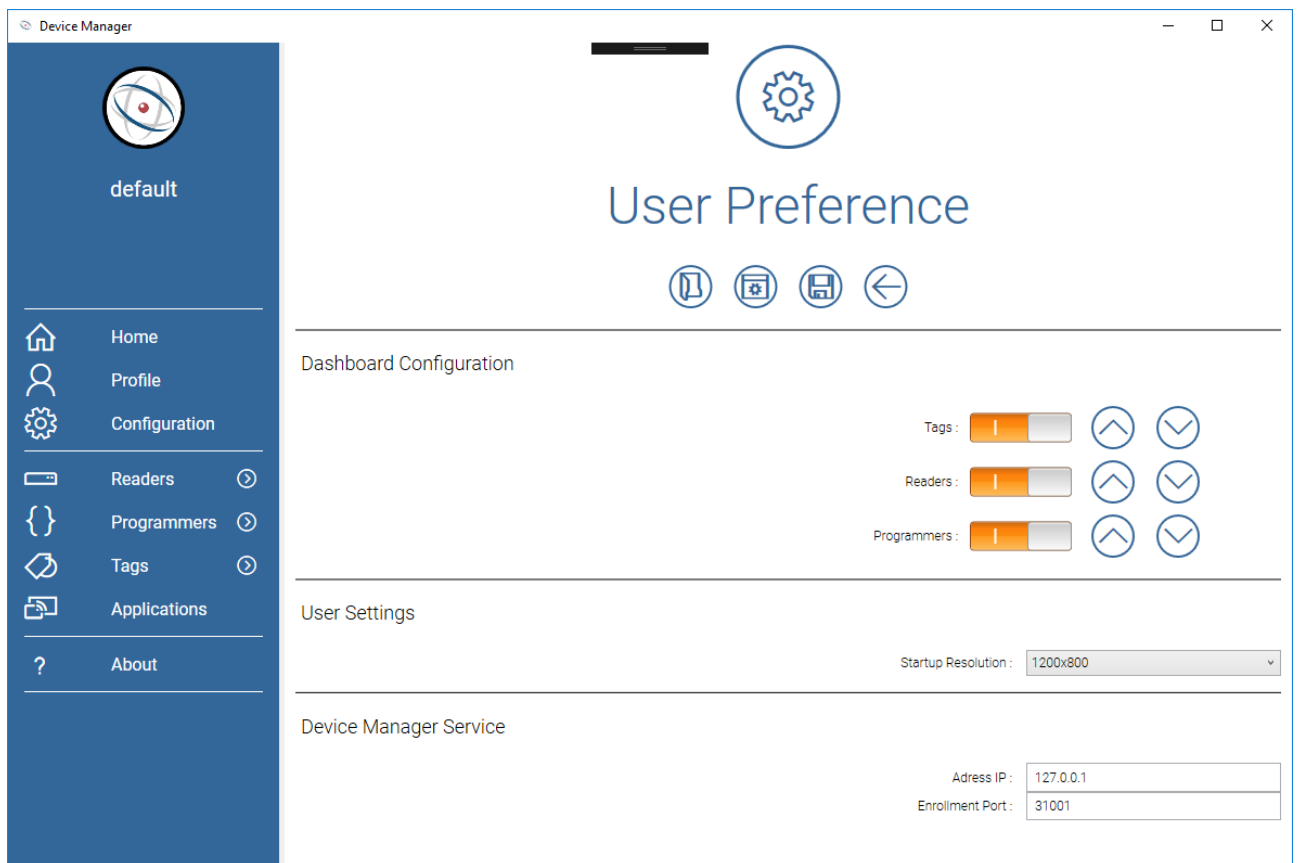 Device Manager
default
Home
Profile
Configuration
Readers
Programmers
Tags
Applications
? About
User Preference
Dashboard Configuration
Tags :
Readers :
Programmers :
User Settings
Startup Resolution : 1200x800
Device Manager Service
Adress IP : 127.0.0.1
Enrollment Port : 31001